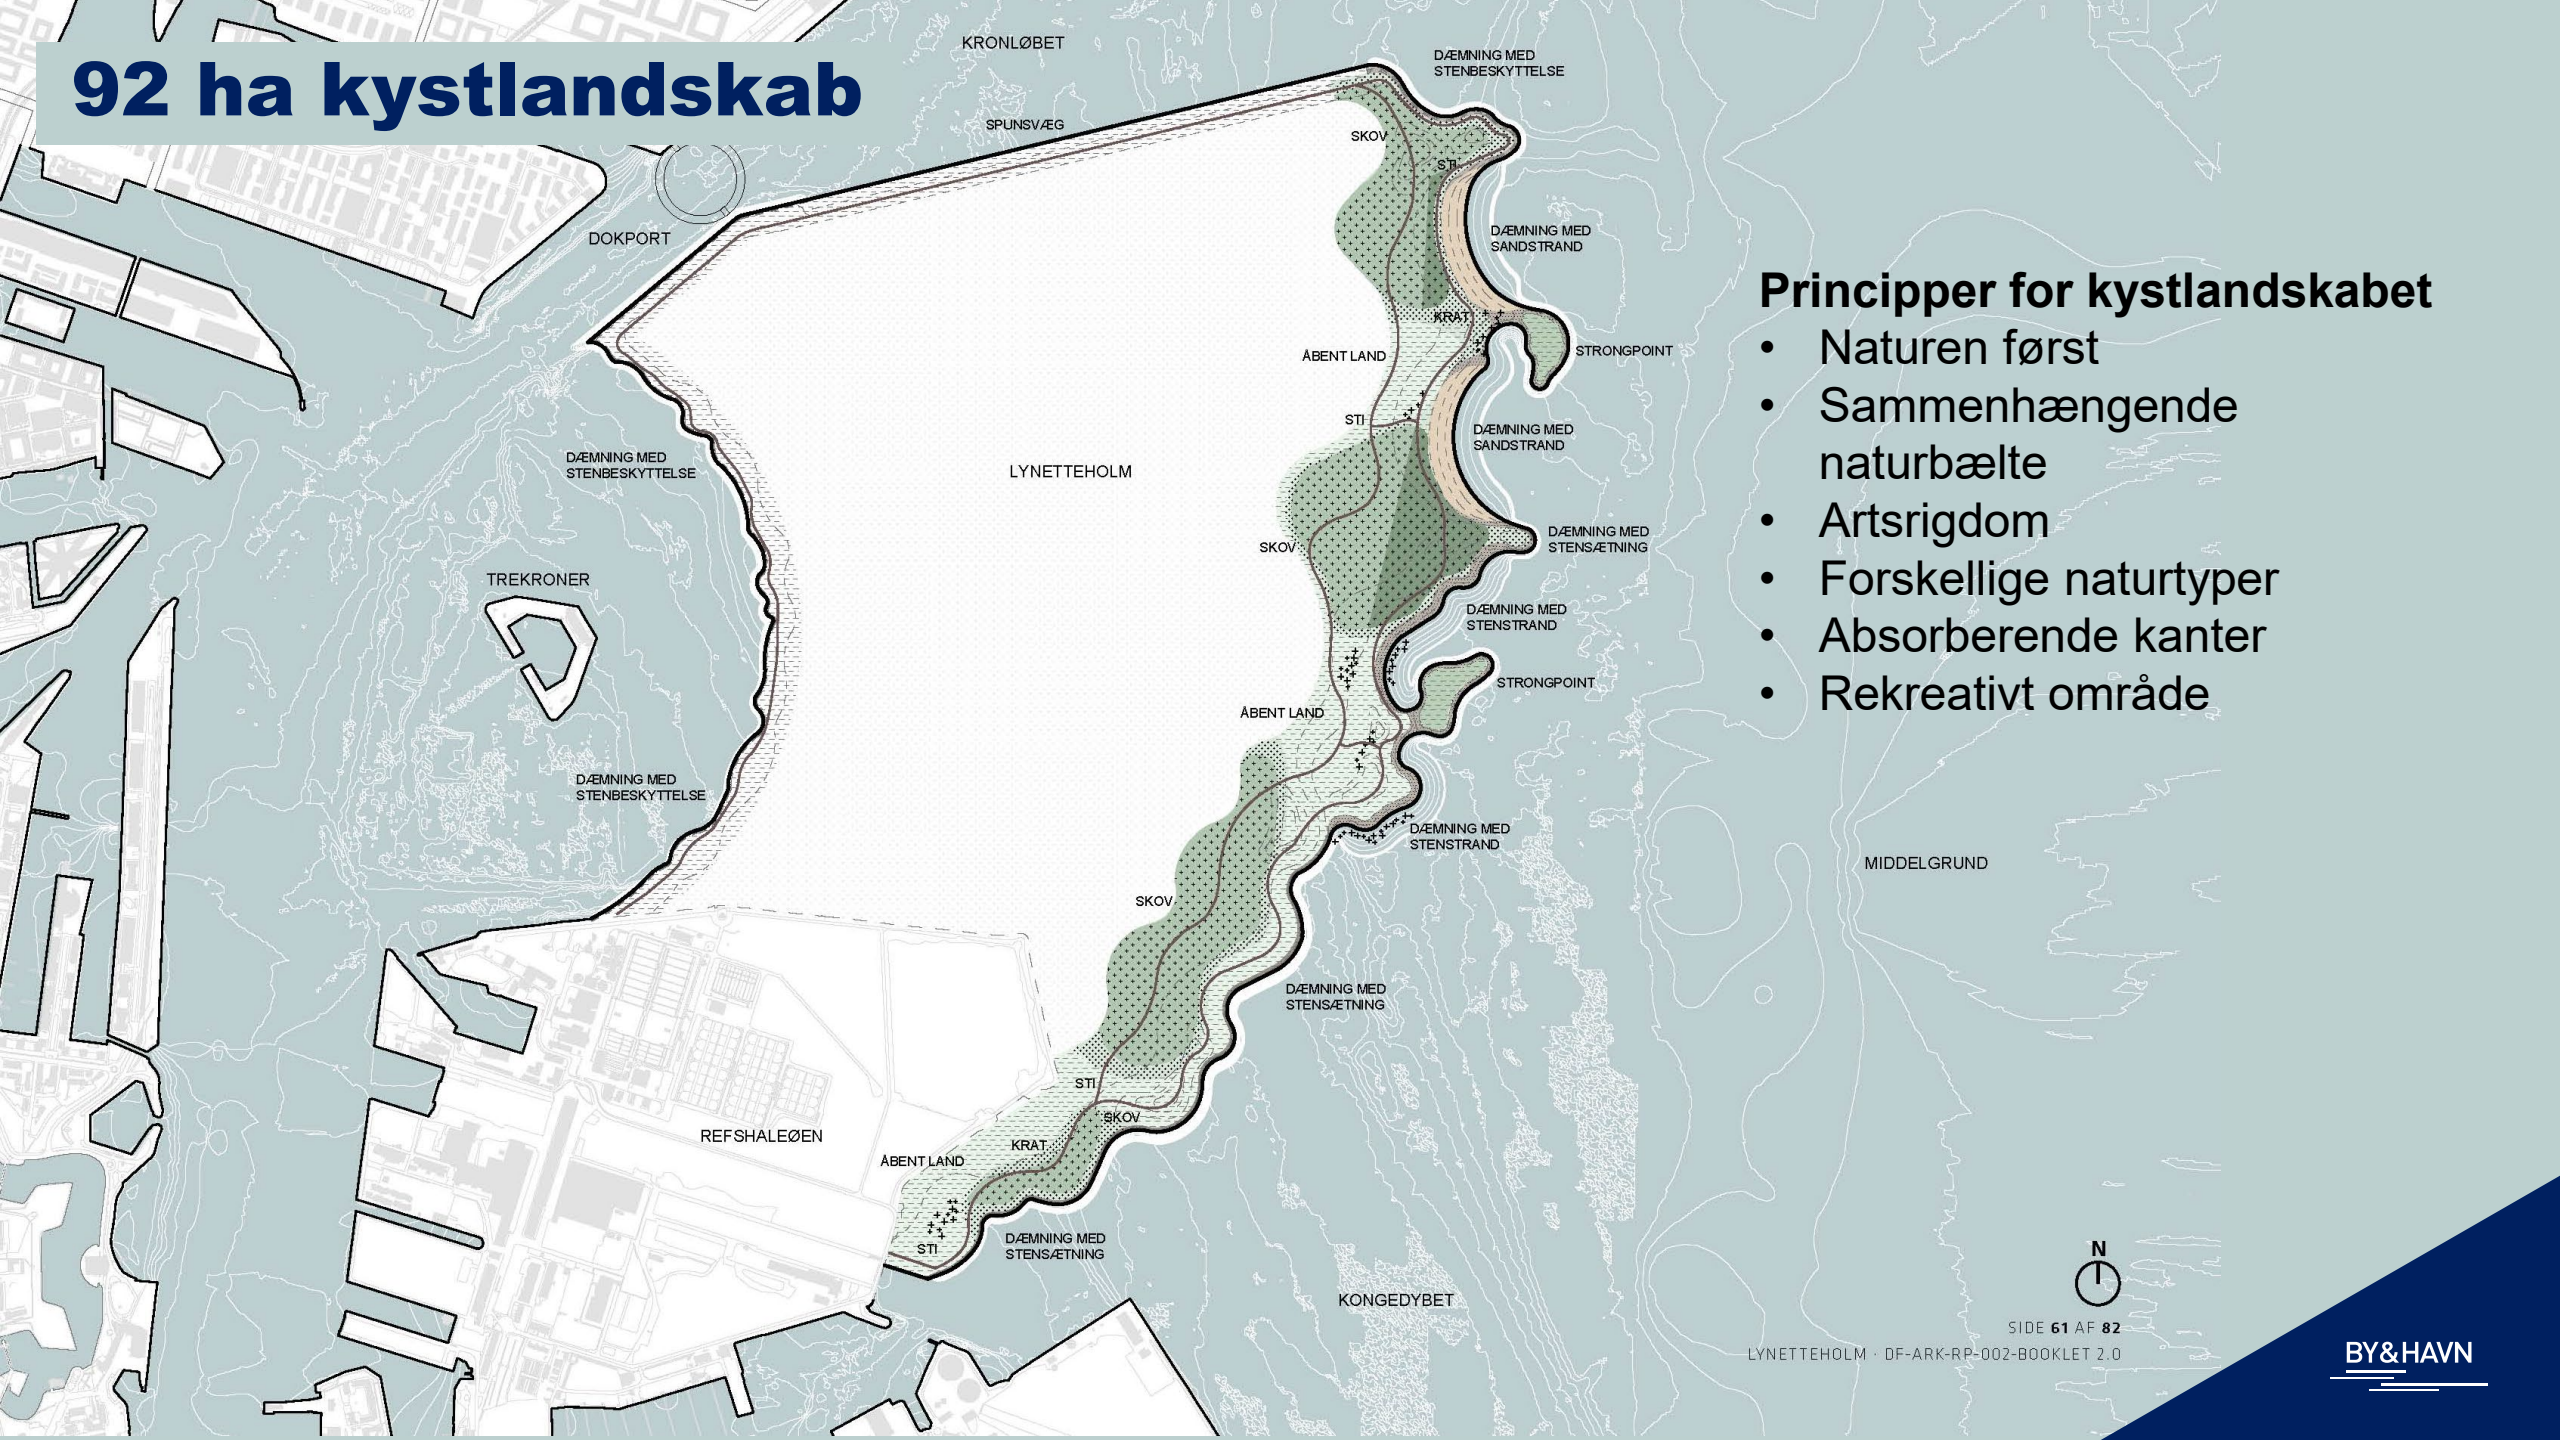 92 ha kystlandskab
KRONLØBET
DÆMNING MED
STENBESKYTTELSE
SPUNSVÆG
SKOV
STI
DOKPORT
DÆMNING MED
SANDSTRAND
Principper for kystlandskabet
• Naturen først
• Sammenhængende
naturbælte
• Artsrigdom
• Forskellige naturtyper
• Absorberende kanter
• Rekreativt område
KRAT
ÅBENT LAND
STRONGPOINT
STI
DÆMNING MED
SANDSTRAND
DÆMNING MED
STENBESKYTTELSE
LYNETTEHOLM
SKOV
DÆMNING MED
STENSÆTNING
TREKRONER
DÆMNING MED
STENSTRAND
STRONGPOINT
ÅBENT LAND
DÆMNING MED
STENBESKYTTELSE
DÆMNING MED
STENSTRAND
MIDDELGRUND
SKOV
DÆMNING MED
STENSÆTNING
STI
SKOV
REFSHALEØEN
KRAT
ÅBENT LAND
STI
DÆMNING MED
STENSÆTNING
KONGEDYBET
N
SIDE 61 AF 82
LYNETTEHOLM · DF-ARK-RP-002-BOOKLET 2.0
BY&HAVN